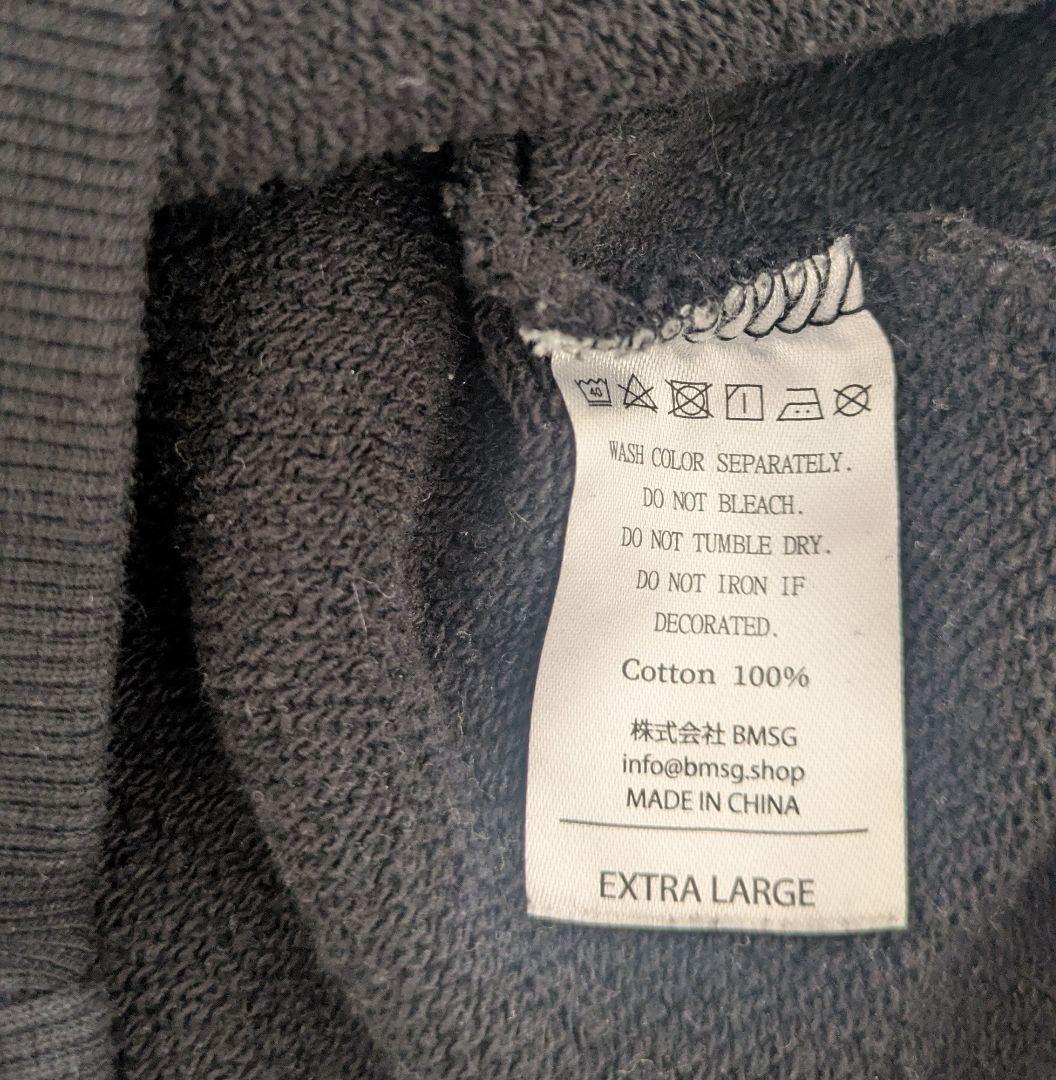 40
WASH COLOR SEPARATELY.
DO NOT BLEACH.
DO NOT TUMBLE DRY.
DO NOT IRON IF
DECORATED.
Cotton 100%
株式会社 BMSG
info@bmsg.shop
MADE IN CHINA
EXTRA LARGE